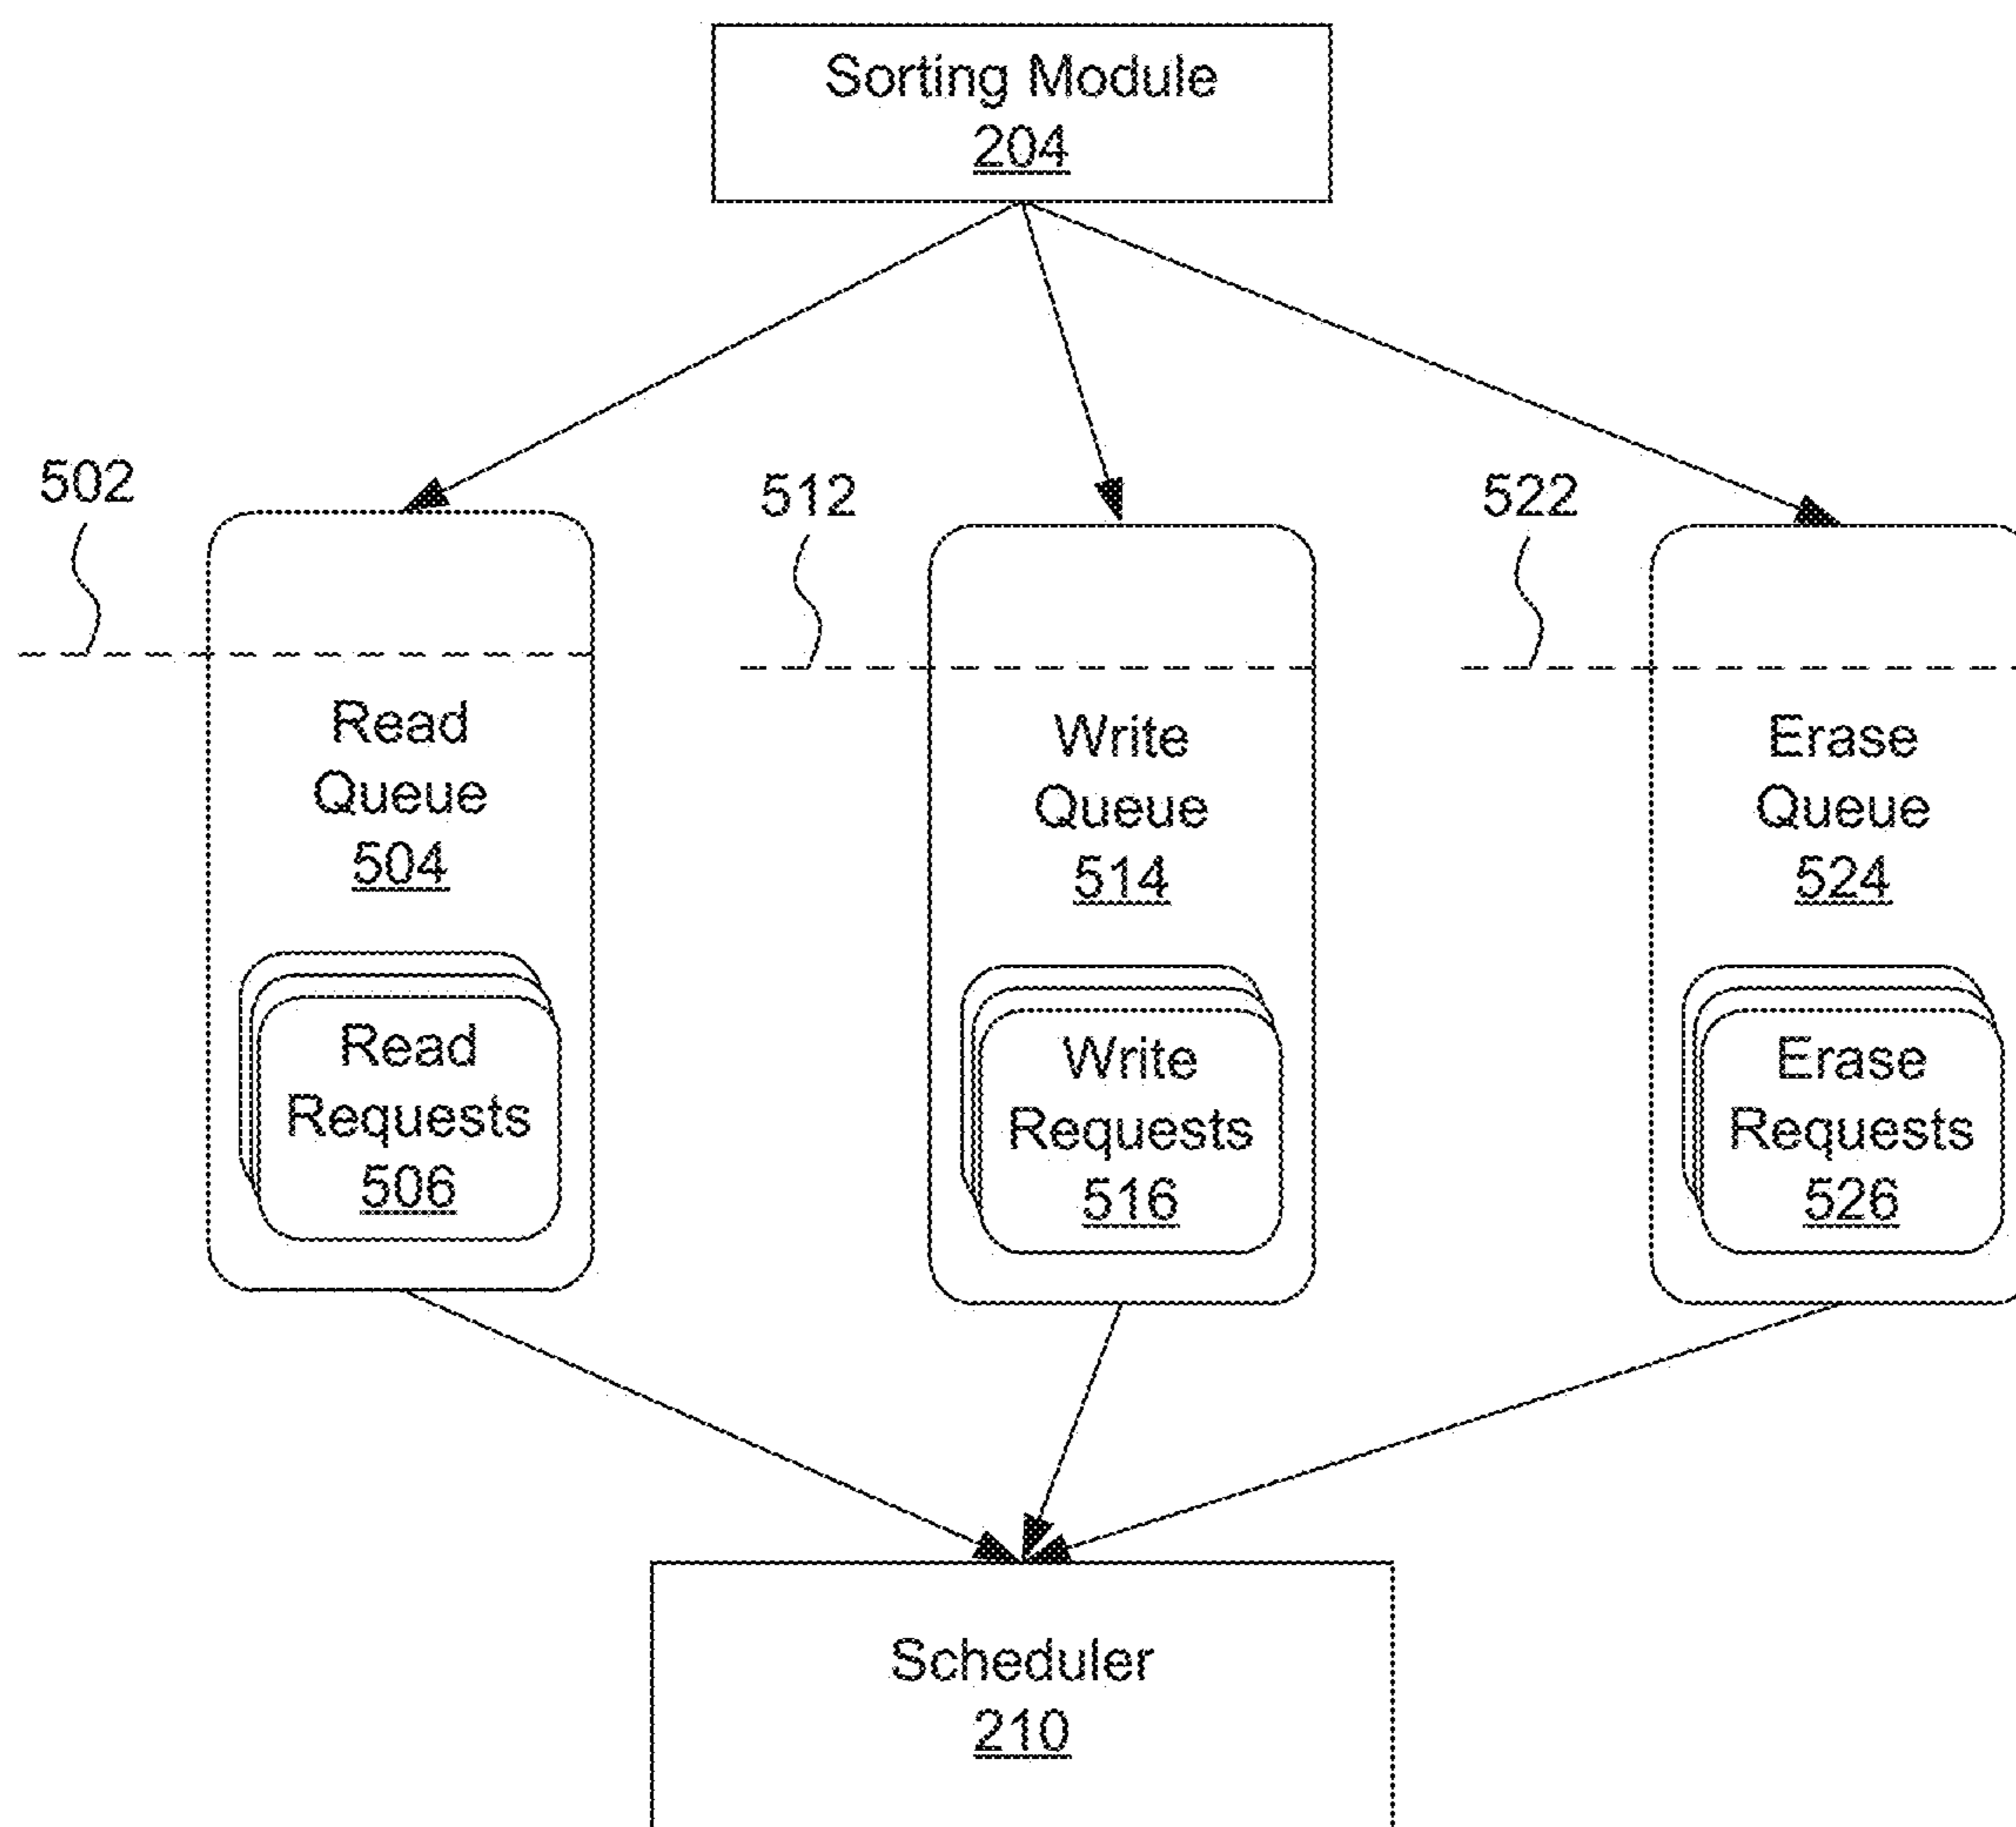 Sorting Module
204
502
512
522
Read
Queue
504
Write
Queue
514
Erase
Queue
524
Read
Requests
506
Write
Requests
516
Erase
Requests
526
Scheduler
210